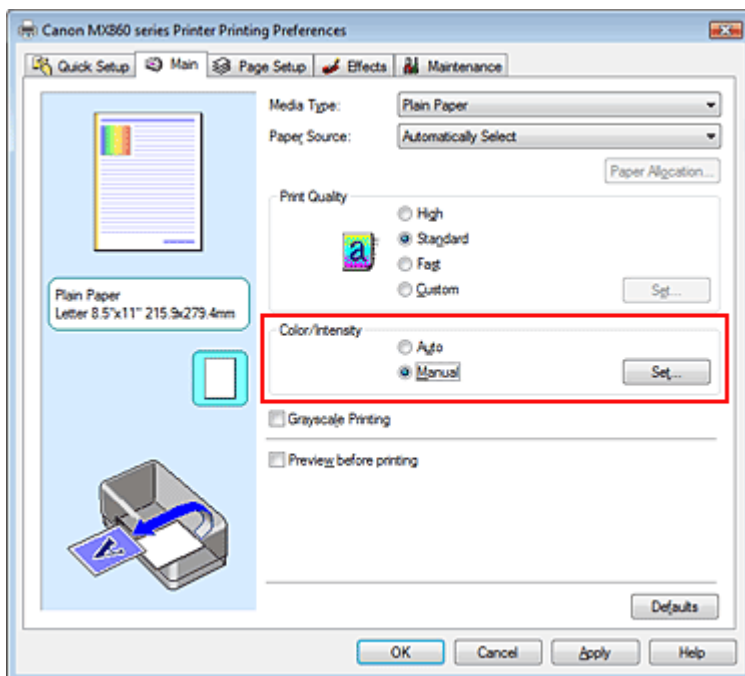 Canon MX860 series Printer Printing Preferences
Quick Setup Main Page Setup Effects Maintenance
Media Type: Plain Paper
Paper Source: Automatically Select
Paper Allocation...
Print Quality
High
a Standard
Fast
Custom Set...
Plain Paper
Letter 8.5"x11" 215.9x279.4mm
Color/Intensity
Auto
Manual Set...
Grayscale Printing
Preview before printing
Defaults
OK Cancel Apply Help